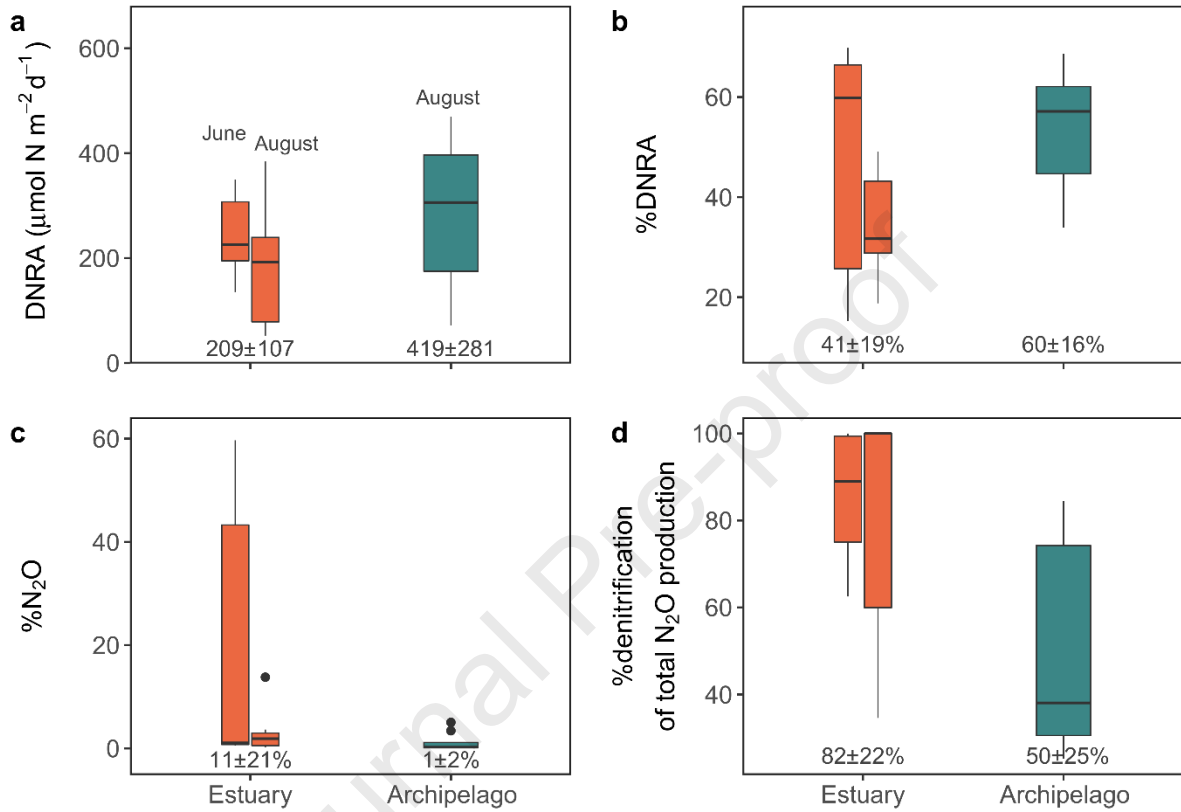 a
DNRA (μmol N m⁻² d⁻¹)
600
400
200
0
June
August
August
209±107
419±281
b
%DNRA
60
40
20
41±19%
60±16%
c
%N₂O
60
40
20
0
11±21%
1±2%
Estuary
Archipelago
d
%denitrification
of total N₂O production
100
80
60
40
82±22%
50±25%
Estuary
Archipelago
urnal Pre-proof